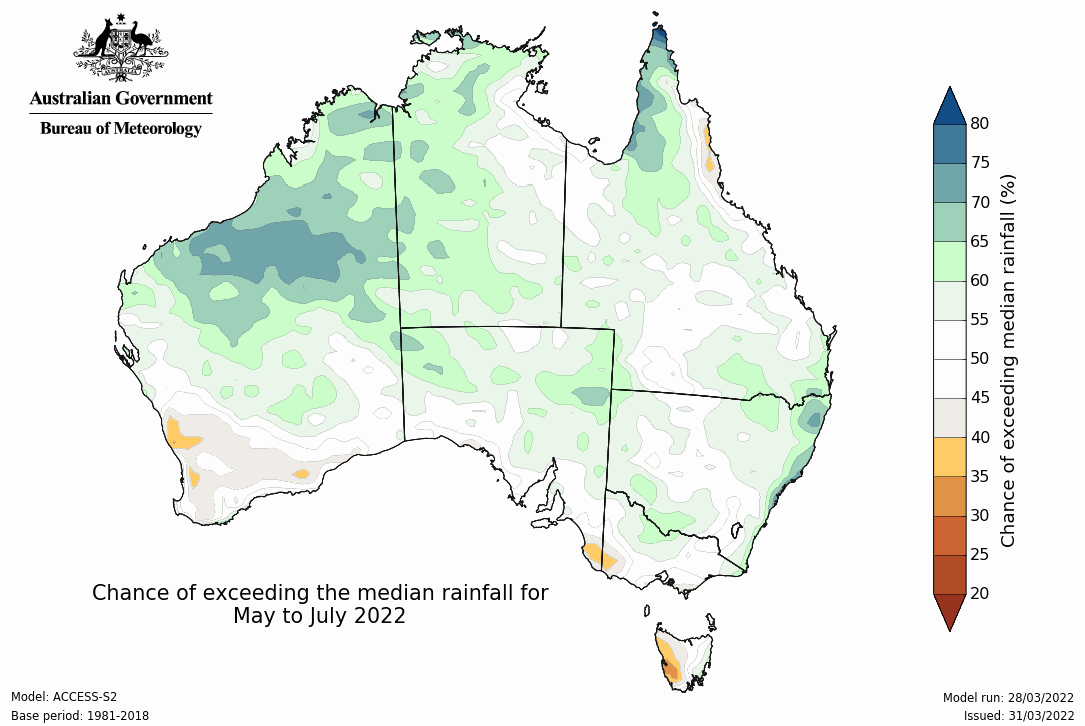 Australian Government
Bureau of Meteorology
80
75
70
65
60
55
50
45
40
35
30
25
20
Chance of exceeding median rainfall (%)
Chance of exceeding the median rainfall for
May to July 2022
Model: ACCESS-S2
Base period: 1981-2018
Model run: 28/03/2022
Issued: 31/03/2022